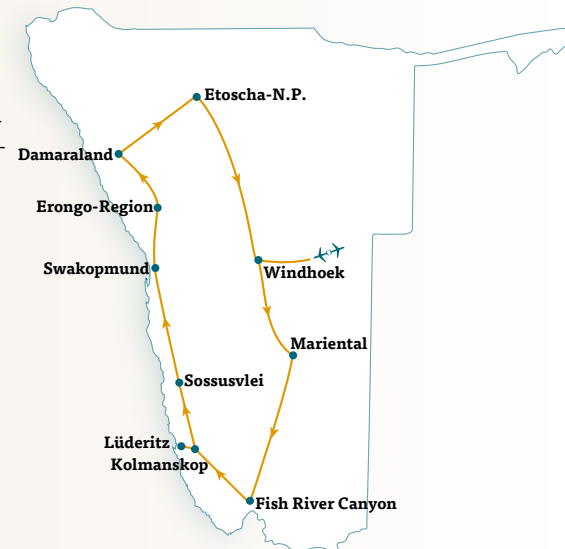 Etoscha-N.P.
Damaraland
Erongo-Region
Swakopmund
Windhoek
Mariental
Sossusvlei
Lüderitz
Kolmanskop
Fish River Canyon